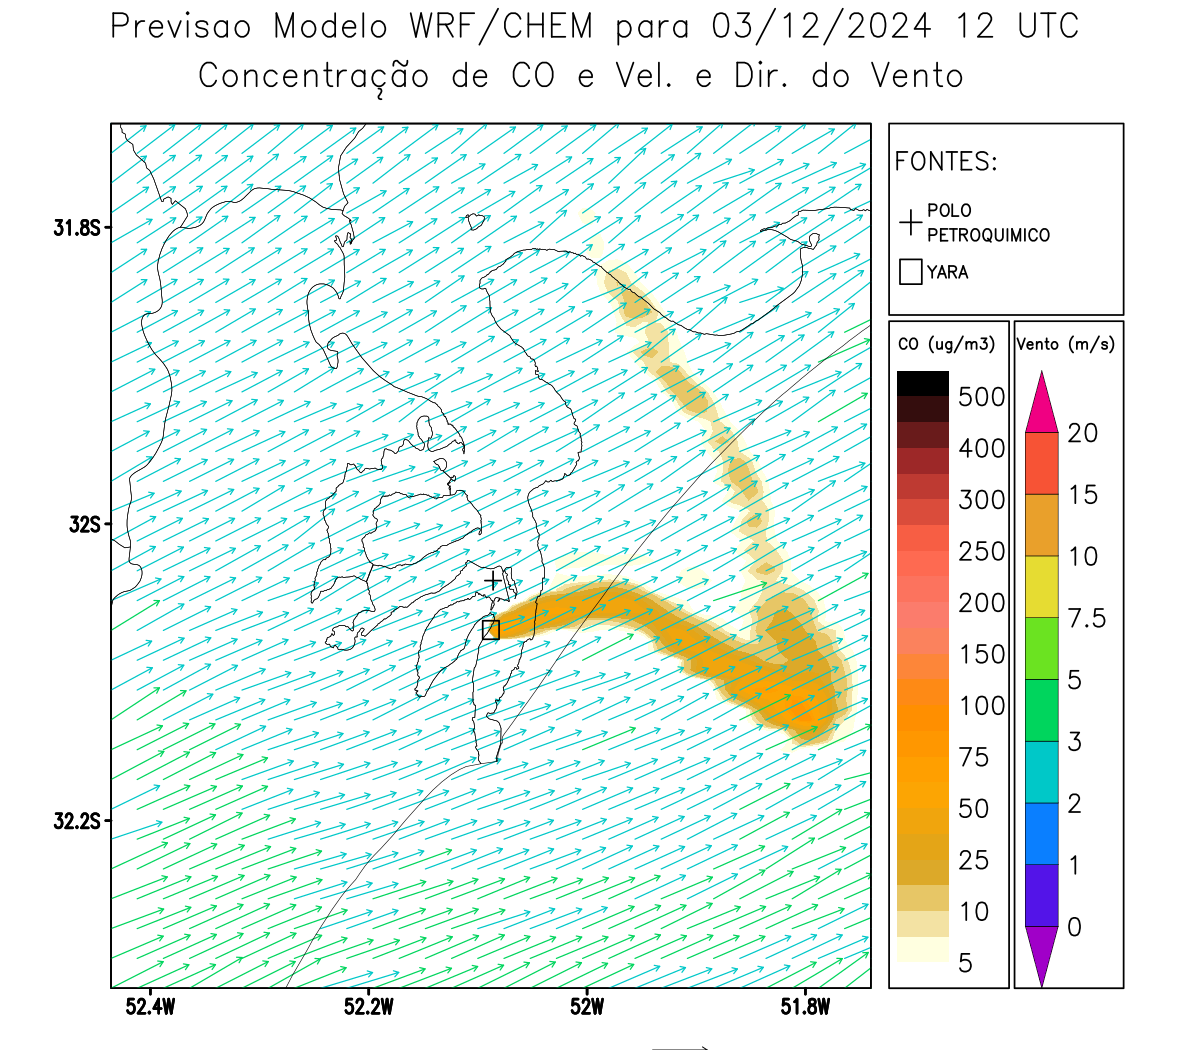 Previsao Modelo WRF/CHEM para 03/12/2024 12 UTC
Concentração de CO e Vel. e Dir. do Vento
FONTES:
POLO
PETROQUIMICO
YARA
CO (ug/m3)
500
400
300
250
200
150
100
75
50
25
10
5
Vento (m/s)
20
15
10
7.5
5
3
2
1
0
31.8S
32S
32.2S
52.4W
52.2W
52W
51.8W